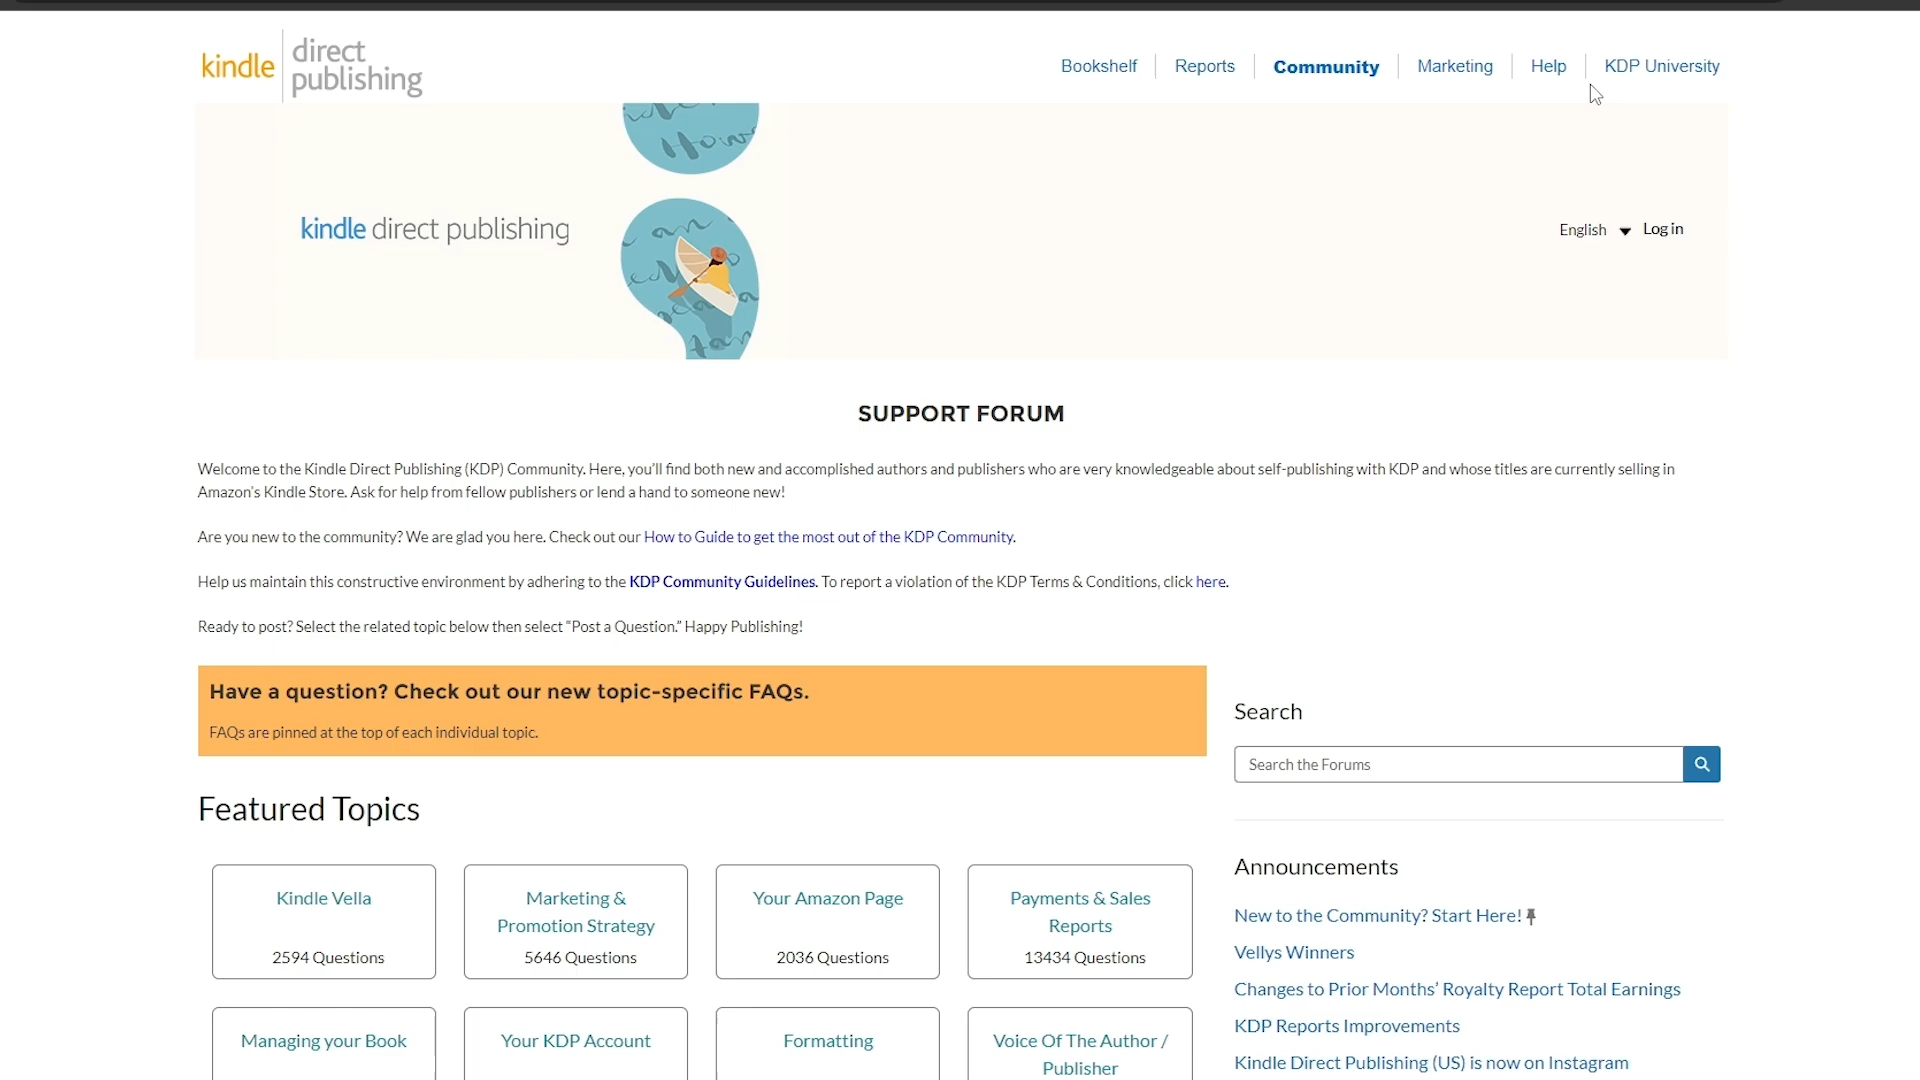 kindle direct publishing
Bookshelf Reports Community Marketing Help KDP University
How
kindle direct publishing
an
English Log in
SUPPORT FORUM
Welcome to the Kindle Direct Publishing (KDP) Community. Here, you'll find both new and accomplished authors and publishers who are very knowledgeable about self-publishing with KDP and whose titles are currently selling in
Amazon's Kindle Store. Ask for help from fellow publishers or lend a hand to someone new!
Are you new to the community? We are glad you here. Check out our How to Guide to get the most out of the KDP Community.
Help us maintain this constructive environment by adhering to the KDP Community Guidelines. To report a violation of the KDP Terms & Conditions, click here.
Ready to post? Select the related topic below then select “Post a Question.” Happy Publishing!
Have a question? Check out our new topic-specific FAQs.
FAQs are pinned at the top of each individual topic.
Search
Search the Forums
Featured Topics
Kindle Vella
2594 Questions
Marketing &
Promotion Strategy
5646 Questions
Your Amazon Page
2036 Questions
Payments & Sales
Reports
13434 Questions
Managing your Book
Your KDP Account
Formatting
Voice Of The Author /
Publisher
Announcements
New to the Community? Start Here!
Vellys Winners
Changes to Prior Months’ Royalty Report Total Earnings
KDP Reports Improvements
Kindle Direct Publishing (US) is now on Instagram